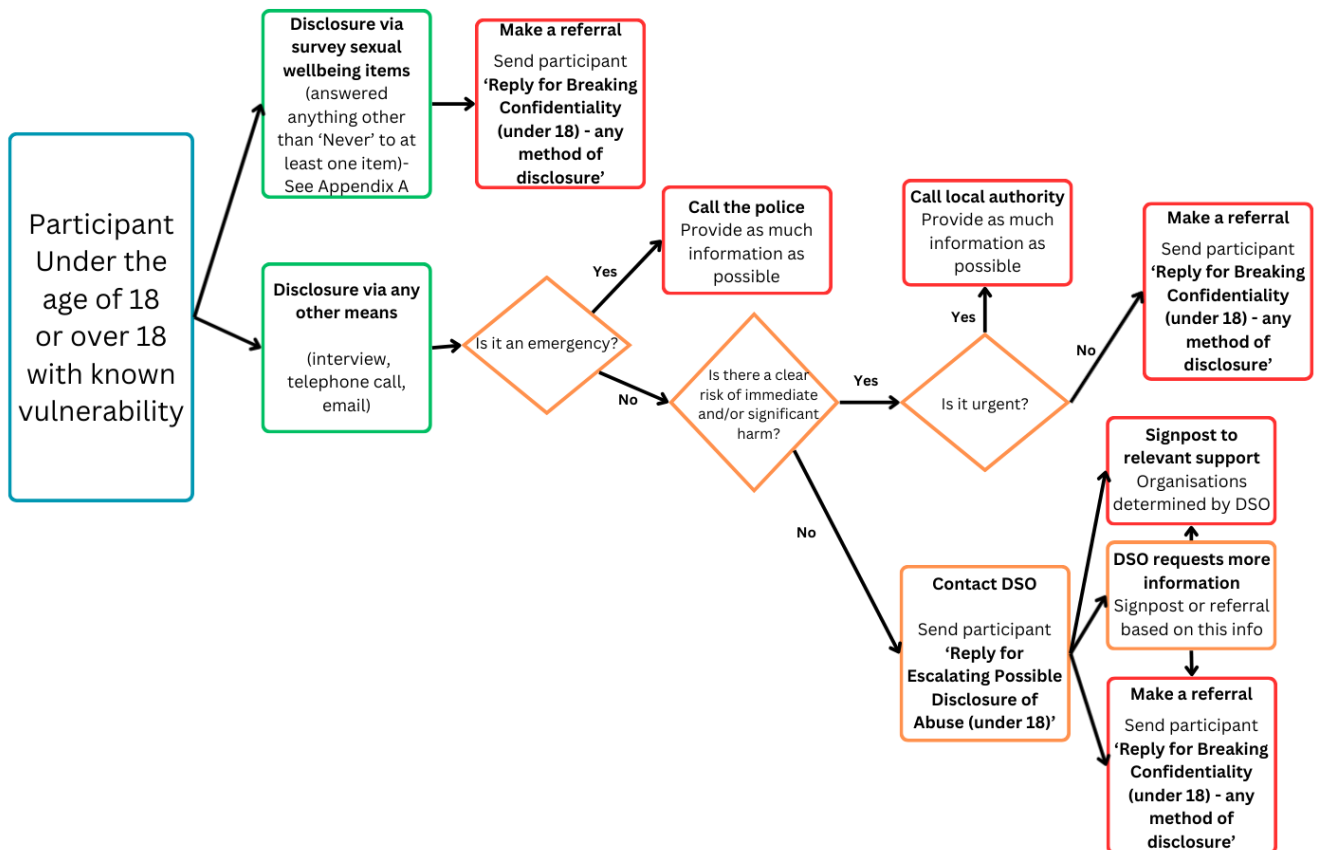 Participant
Under the
age of 18
or over 18
with known
vulnerability
Disclosure via
survey sexual
wellbeing items
(answered
anything other
than ‘Never’ to at
least one item)-
See Appendix A
Make a referral
Send participant
‘Reply for Breaking
Confidentiality
(under 18) - any
method of
disclosure’
Disclosure via any
other means
(interview,
telephone call,
email)
Is it an emergency?
Yes
No
Call the police
Provide as much
information as
possible
Is there a clear
risk of immediate
and/or significant
harm?
Yes
No
Is it urgent?
Yes
No
Call local authority
Provide as much
information as
possible
Make a referral
Send participant
‘Reply for Breaking
Confidentiality
(under 18) - any
method of
disclosure’
Contact DSO
Send participant
‘Reply for
Escalating Possible
Disclosure of
Abuse (under 18)’
Signpost to
relevant support
Organisations
determined by DSO
DSO requests more
information
Signpost or referral
based on this info
Make a referral
Send participant
‘Reply for Breaking
Confidentiality
(under 18) - any
method of
disclosure’